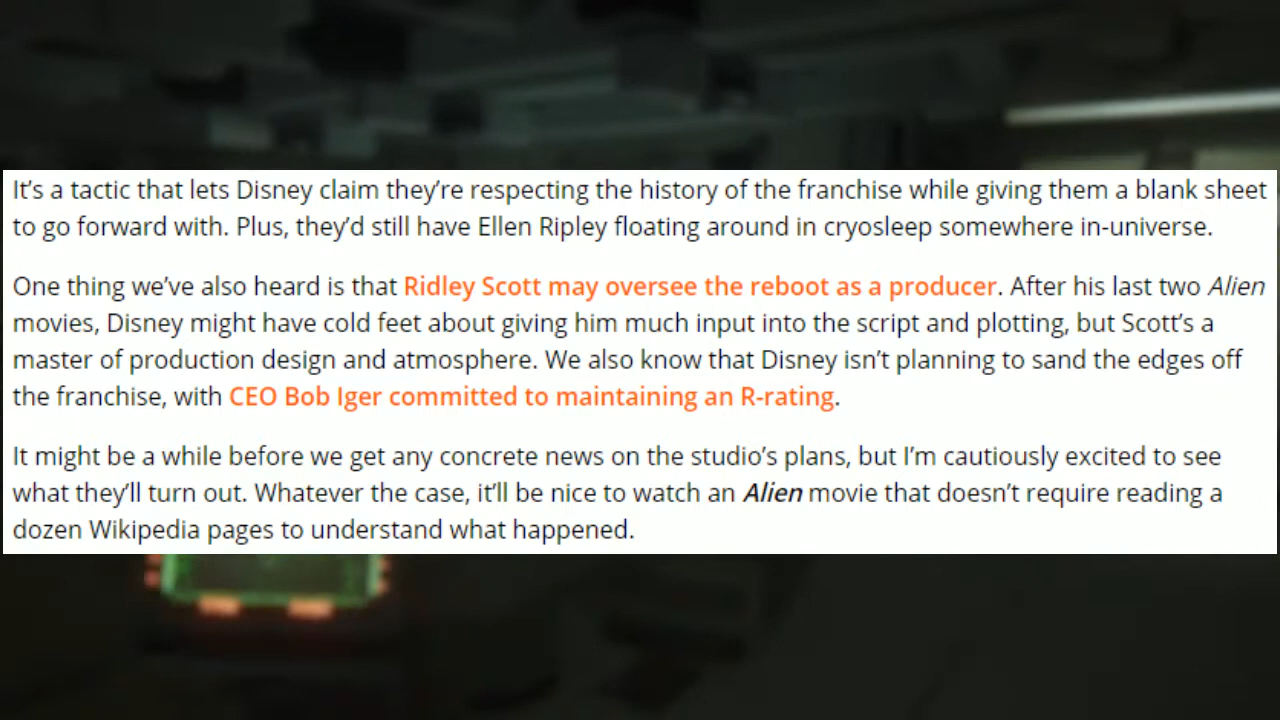 It's a tactic that lets Disney claim they're respecting the history of the franchise while giving them a blank sheet
to go forward with. Plus, they'd still have Ellen Ripley floating around in cryosleep somewhere in-universe.
One thing we've also heard is that Ridley Scott may oversee the reboot as a producer. After his last two Alien
movies, Disney might have cold feet about giving him much input into the script and plotting, but Scott's a
master of production design and atmosphere. We also know that Disney isn't planning to sand the edges off
the franchise, with CEO Bob Iger committed to maintaining an R-rating.
It might be a while before we get any concrete news on the studio's plans, but I'm cautiously excited to see
what they'll turn out. Whatever the case, it'll be nice to watch an Alien movie that doesn't require reading a
dozen Wikipedia pages to understand what happened.